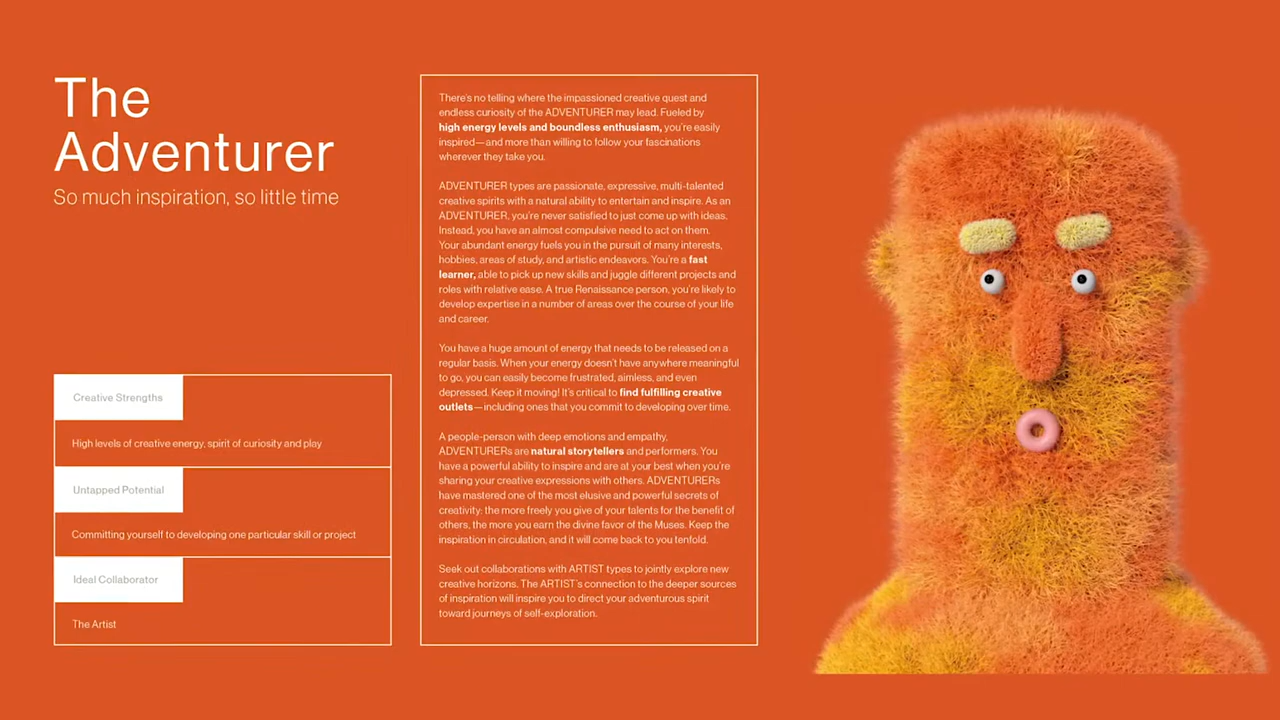 The
Adventurer
So much inspiration, so little time
Creative Strengths
High levels of creative energy, spirit of curiosity and play
Untapped Potential
Committing yourself to developing one particular skill or project
Ideal Collaborator
The Artist
There's no telling where the impassioned creative quest and
endless curiosity of the ADVENTURER may lead. Fueled by
high energy levels and boundless enthusiasm, you're easily
inspired—and more than willing to follow your fascinations
wherever they take you.
ADVENTURER types are passionate, expressive, multi-talented
creative spirits with a natural ability to entertain and inspire. As an
ADVENTURER, you're never satisfied to just come up with ideas.
Instead, you have an almost compulsive need to act on them.
Your abundant energy fuels you in the pursuit of many interests,
hobbies, areas of study, and artistic endeavors. You're a fast
learner, able to pick up new skills and juggle different projects and
roles with relative ease. A true Renaissance person, you're likely to
develop expertise in a number of areas over the course of your life
and career.
You have a huge amount of energy that needs to be released on a
regular basis. When your energy doesn't have anywhere meaningful
to go, you can easily become frustrated, aimless, and even
depressed. Keep it moving! It's critical to find fulfilling creative
outlets—including ones that you commit to developing over time.
A people-person with deep emotions and empathy,
ADVENTURERs are natural storytellers and performers. You
have a powerful ability to inspire and are at your best when you're
sharing your creative expressions with others. ADVENTURERs
have mastered one of the most elusive and powerful secrets of
creativity: the more freely you give of your talents for the benefit of
others, the more you earn the divine favor of the Muses. Keep the
inspiration in circulation, and it will come back to you tenfold.
Seek out collaborations with ARTIST types to jointly explore new
creative horizons. The ARTIST's connection to the deeper sources
of inspiration will inspire you to direct your adventurous spirit
toward journeys of self-exploration.